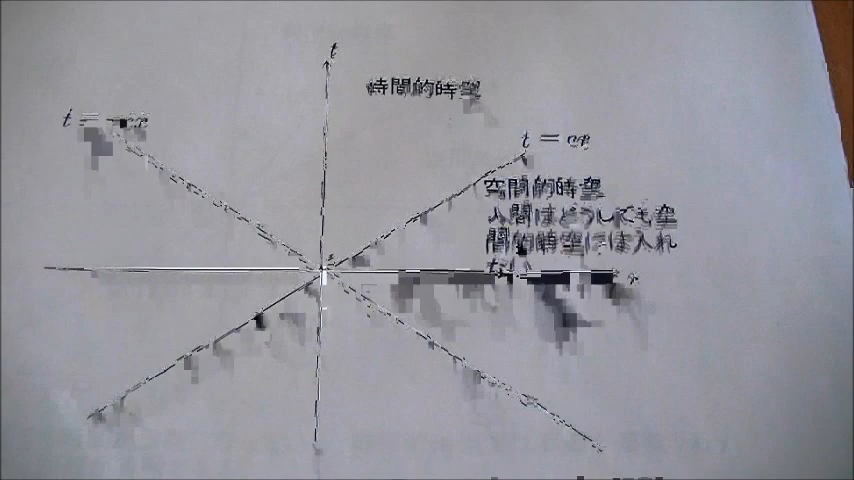 t
時間的時空
t = -cx
t = cx
空間的時空
人間はどうしても空
間的時空には入れ
ない
x